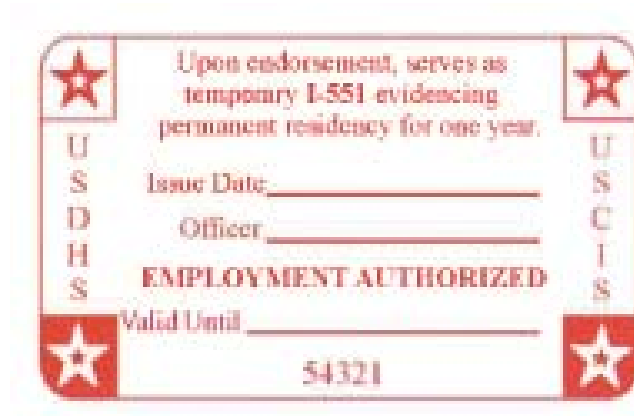 Upon endorsement, serves as
temporary I-551 evidencing
permanent residency for one year.
USDHS
USCIS
Issue Date
Officer
EMPLOYMENT AUTHORIZED
Valid Until
54321